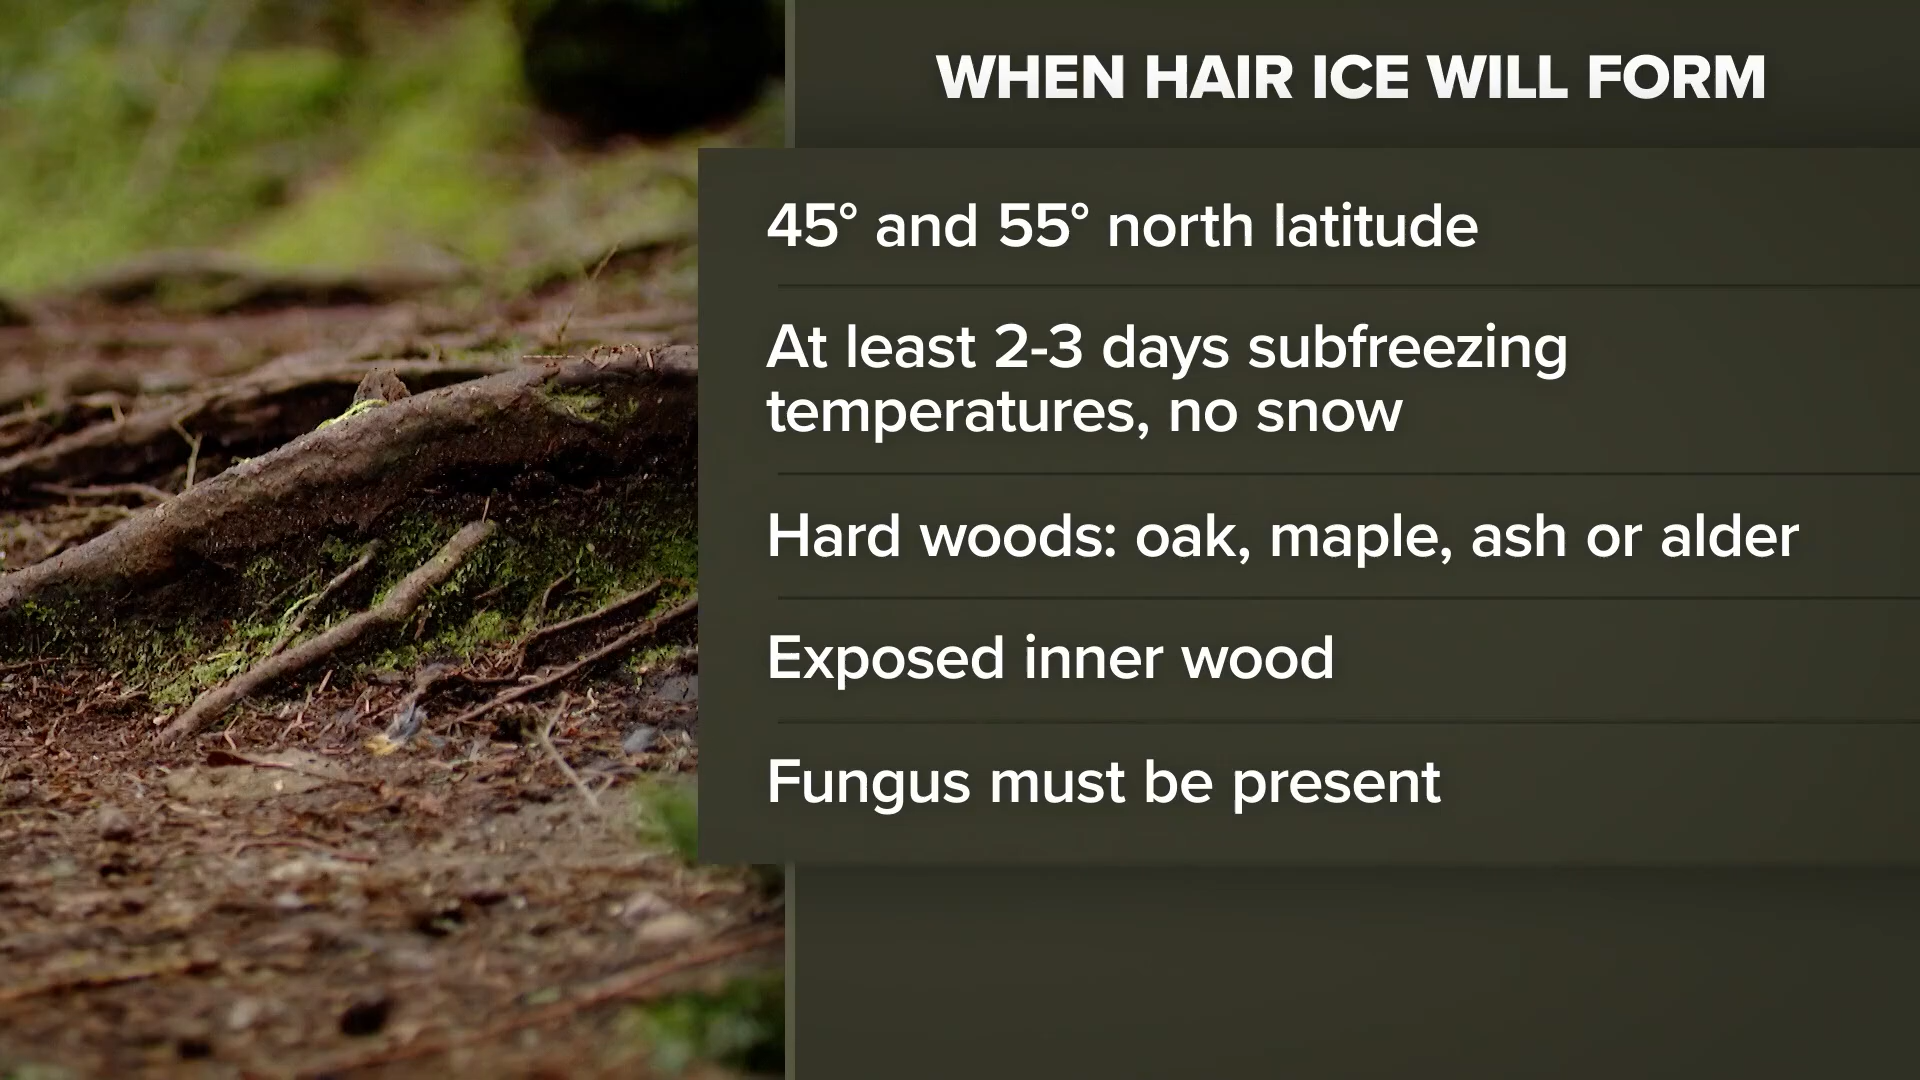 WHEN HAIR ICE WILL FORM
45° and 55° north latitude
At least 2-3 days subfreezing
temperatures, no snow
Hard woods: oak, maple, ash or alder
Exposed inner wood
Fungus must be present